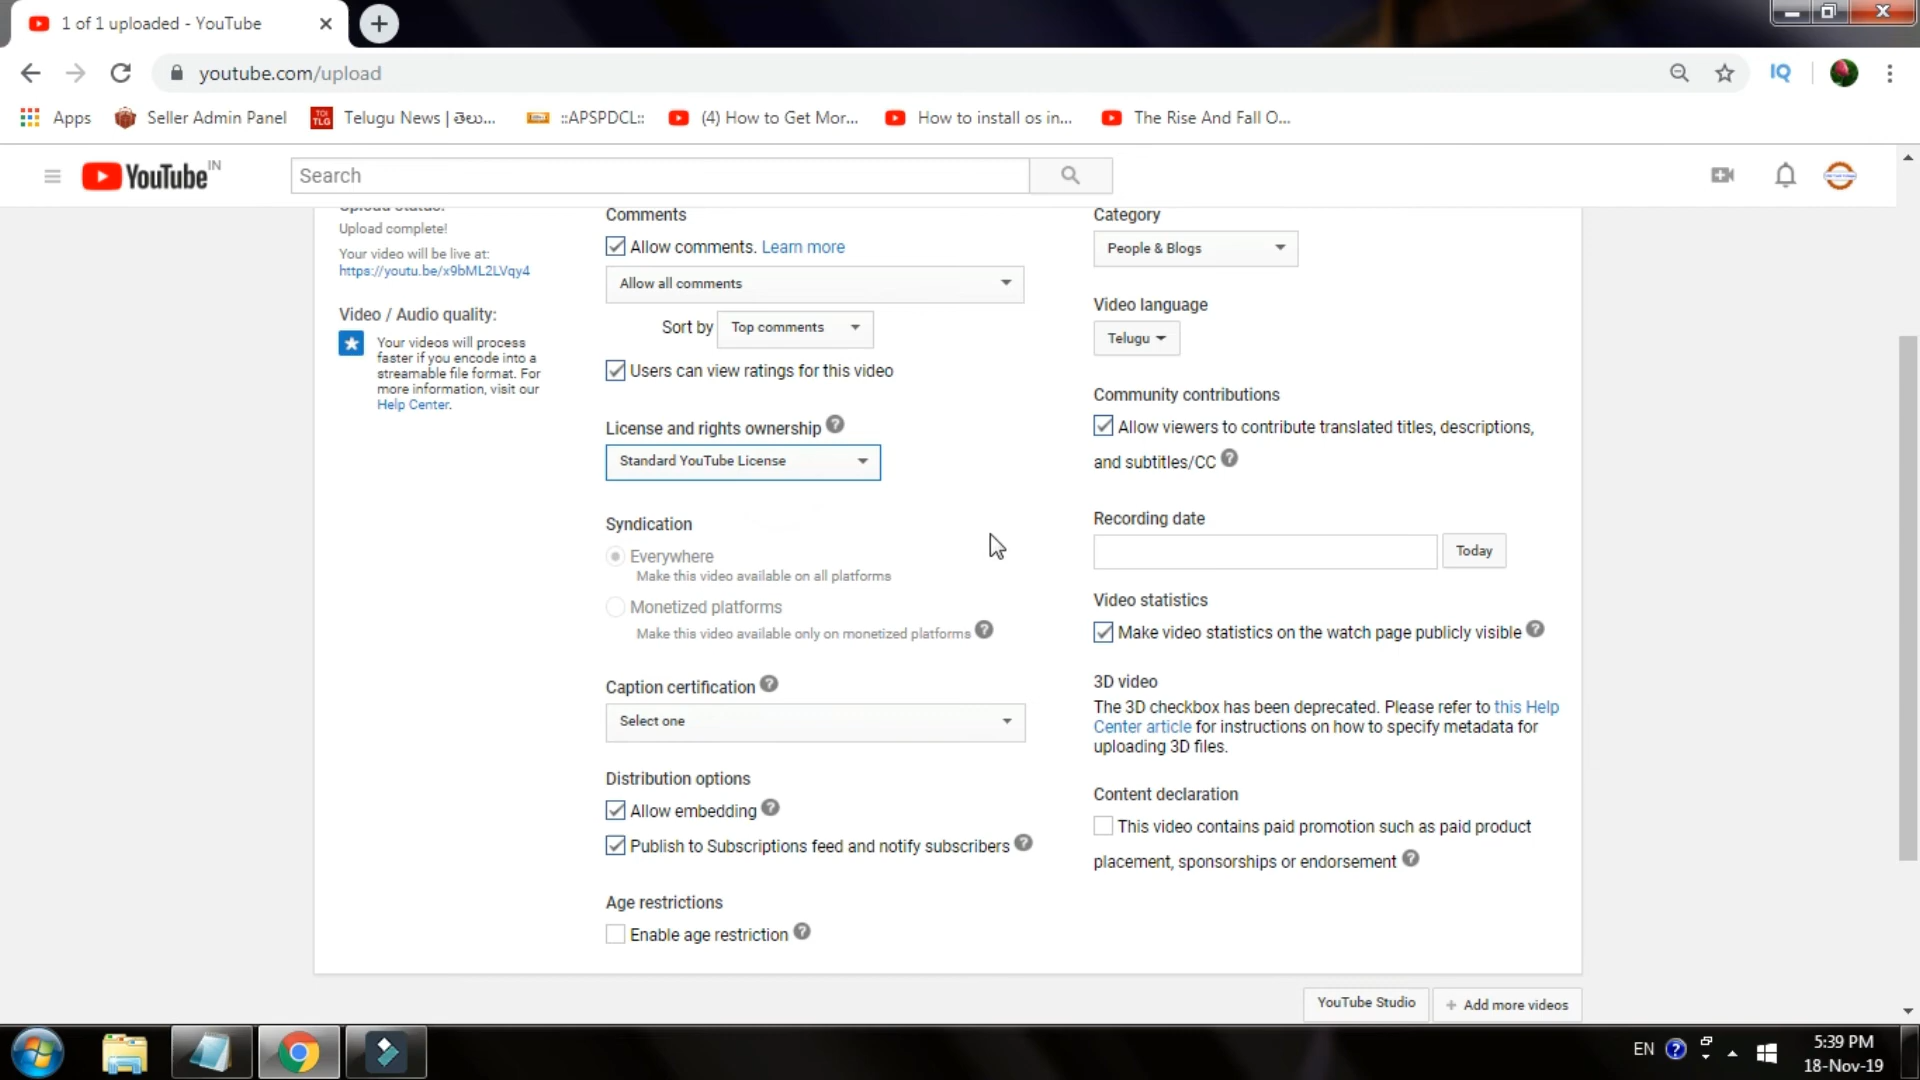 1 of 1 uploaded - YouTube
youtube.com/upload
IQ
Apps
Seller Admin Panel
TOI
TLG
Telugu News | తెలు...
::APSPDCL::
(4) How to Get Mor...
How to install os in...
The Rise And Fall O...
YouTube IN
Search
Upload status:
Upload complete!
Your video will be live at:
https://youtu.be/x9bML2LVqy4
Video / Audio quality:
Your videos will process
faster if you encode into a
streamable file format. For
more information, visit our
Help Center.
Comments
Allow comments. Learn more
Allow all comments
Sort by Top comments
Users can view ratings for this video
License and rights ownership ?
Standard YouTube License
Syndication
Everywhere
Make this video available on all platforms
Monetized platforms
Make this video available only on monetized platforms ?
Caption certification ?
Select one
Distribution options
Allow embedding ?
Publish to Subscriptions feed and notify subscribers ?
Age restrictions
Enable age restriction ?
Category
People & Blogs
Video language
Telugu
Community contributions
Allow viewers to contribute translated titles, descriptions,
and subtitles/CC ?
Recording date
Today
Video statistics
Make video statistics on the watch page publicly visible ?
3D video
The 3D checkbox has been deprecated. Please refer to this Help
Center article for instructions on how to specify metadata for
uploading 3D files.
Content declaration
This video contains paid promotion such as paid product
placement, sponsorships or endorsement ?
YouTube Studio
+ Add more videos
EN
5:39 PM
18-Nov-19